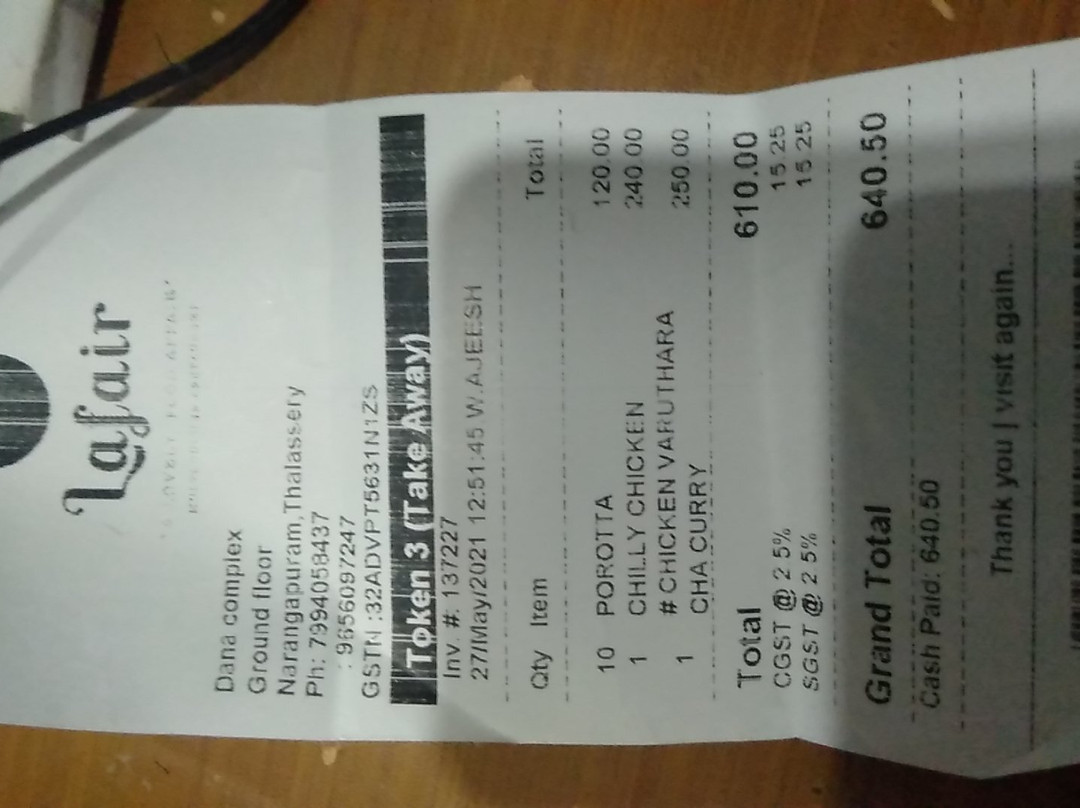 Lafair
Dana complex
Ground floor
Narangapuram,Thalassery
Ph: 7994058437
: 9656097247
GSTN :32ADVPT5631N1ZS
Token 3 (Take Away)
Inv. #: 137227
27/May/2021 12:51:45 W.AJEESH
Qty Item Total
10 POROTTA 120.00
1 CHILLY CHICKEN 240.00
1 # CHICKEN VARUTHARA 250.00
CHA CURRY
Total 610.00
CGST @ 2.5% 15.25
SGST @ 2.5% 15.25
Grand Total 640.50
Cash Paid: 640.50
Thank you | visit again...